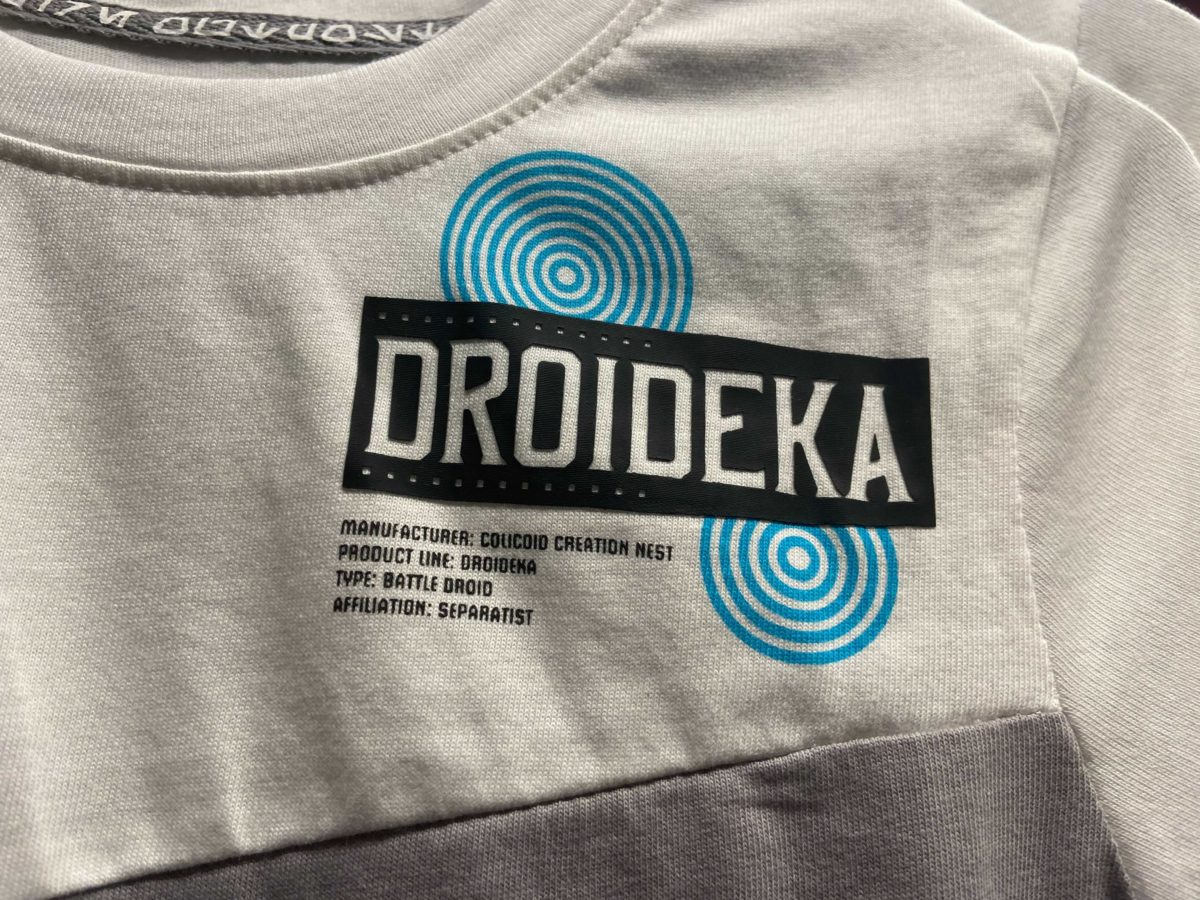 DROIDEKA
MANUFACTURER: COLICOID CREATION NEST
PRODUCT LINE: DROIDEKA
TYPE: BATTLE DROID
AFFILIATION: SEPARATIST